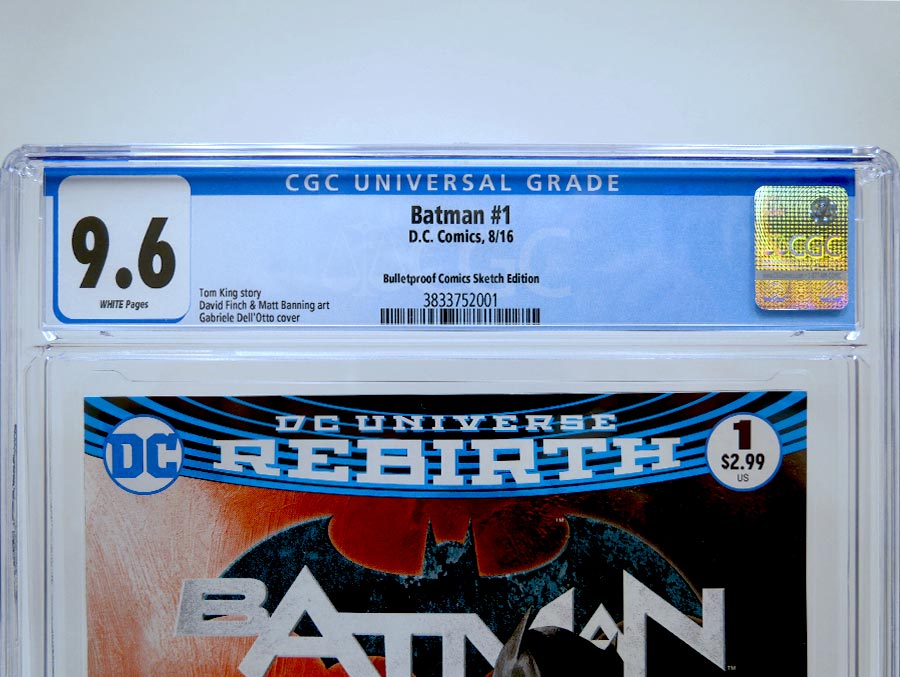 CGC UNIVERSAL GRADE
9.6
WHITE Pages
Batman #1
D.C. Comics, 8/16
Bulletproof Comics Sketch Edition
3833752001
Tom King story
David Finch & Matt Banning art
Gabriele Dell'Otto cover
CGC
DC UNIVERSE
REBIRTH
DC
1
$2.99
US
BATMAN
TM